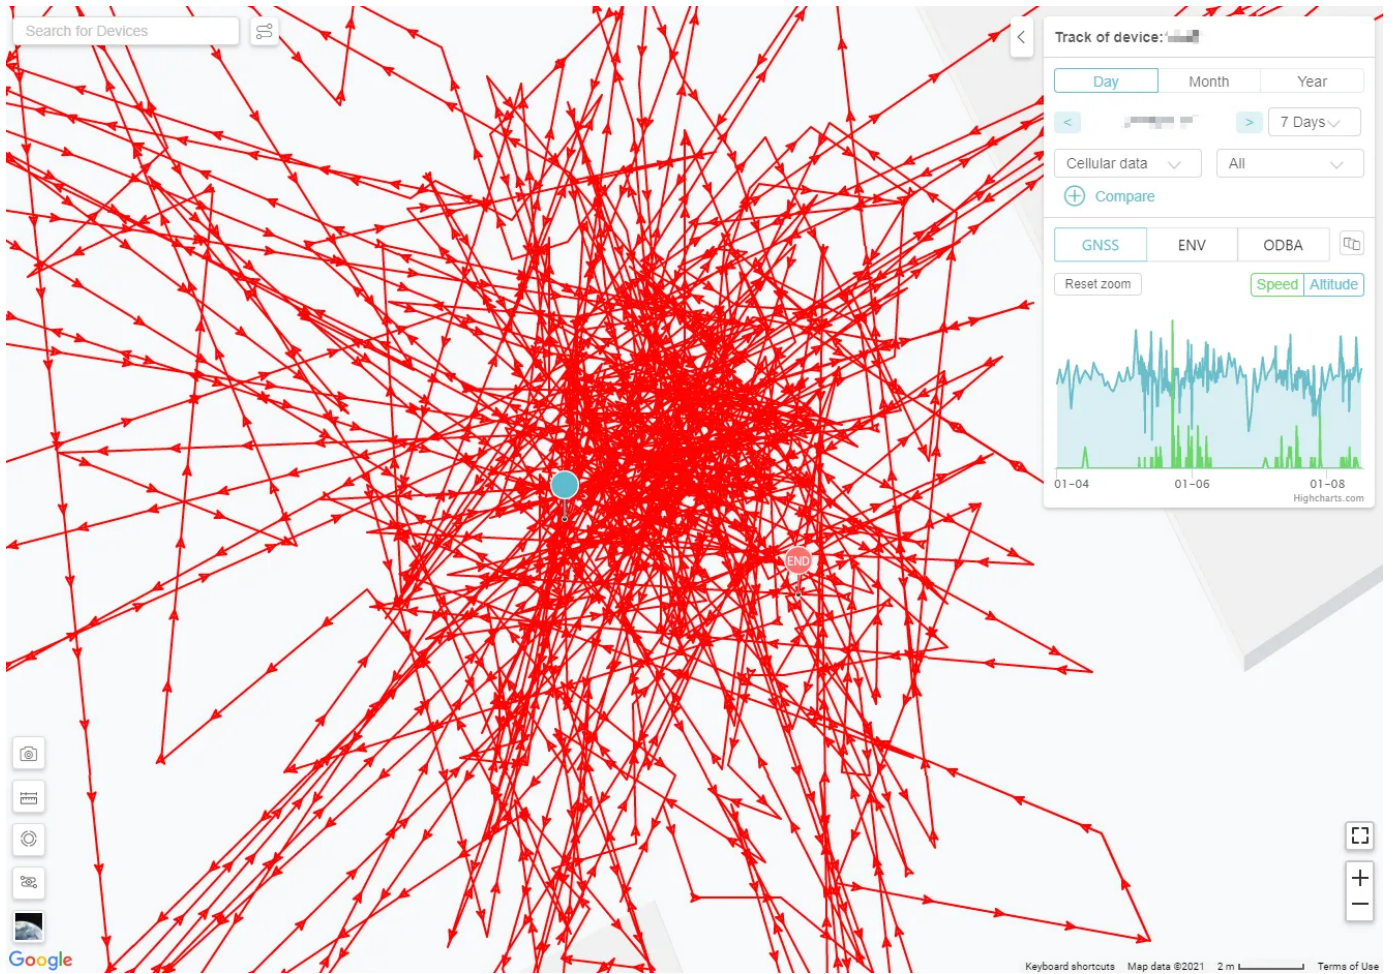 Search for Devices
Track of device:
Day Month Year
< > 7 Days
Cellular data All
Compare
GNSS ENV ODBA
Reset zoom Speed Altitude
01-04 01-06 01-08
Highcharts.com
END
Google
Keyboard shortcuts Map data ©2021 2 m Terms of Use